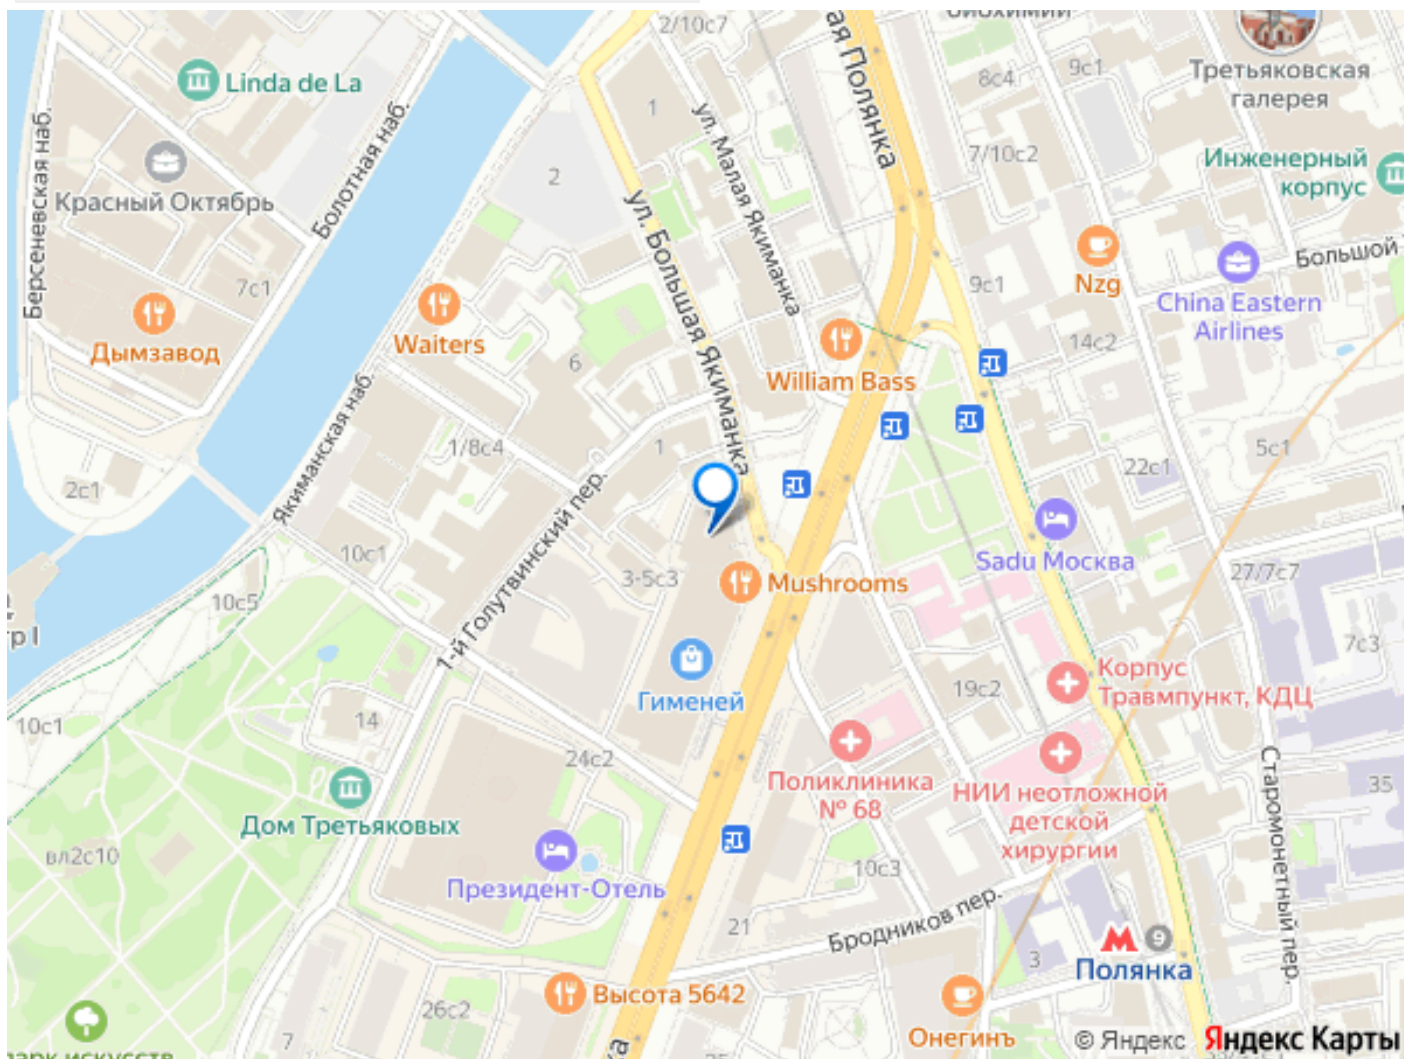 2/10с7
ая Полянка
8с4
9с1
Третьяковская
галерея
Linda de La
1
ул. Малая Якиманка
7/10с2
Инженерный
корпус
Берсеневская наб.
Красный Октябрь
Болотная наб.
2
ул. Большая Якиманка
Большой
7с1
Nzg
9с1
China Eastern
Airlines
Дымзавод
Waiters
6
William Bass
14с2
Якиманская наб.
1/8с4
1
5с1
22с1
2с1
1-й Голутвинский пер.
10с1
3-5с3
Mushrooms
Sadu Москва
27/7с7
10с5
7с3
Гименей
19с2
Корпус
Травмпункт, КДЦ
10с1
14
24с2
Поликлиника
№ 68
НИИ неотложной
детской
хирургии
Старомонетный пер.
35
Дом Третьяковых
вл2с10
Президент-Отель
10с3
21
Бродников пер.
3
9
Полянка
Высота 5642
26с2
7
Онегинъ
© Яндекс
Яндекс Карты